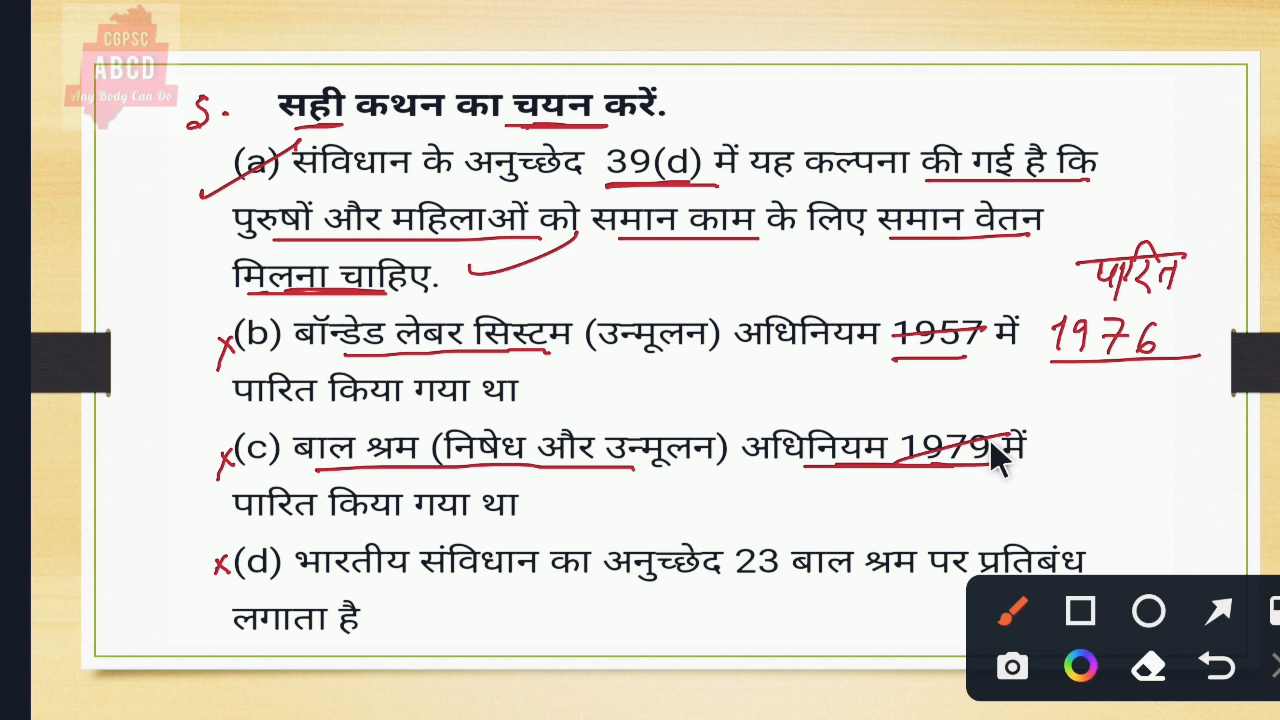 CGPSC
ABCD
Any Body Can Do
5. सही कथन का चयन करें.
(a) संविधान के अनुच्छेद 39(d) में यह कल्पना की गई है कि
पुरुषों और महिलाओं को समान काम के लिए समान वेतन
मिलना चाहिए.
पारित
(b) बॉन्डेड लेबर सिस्टम (उन्मूलन) अधिनियम 1957 में 1976
पारित किया गया था
(c) बाल श्रम (निषेध और उन्मूलन) अधिनियम 1979 में
पारित किया गया था
(d) भारतीय संविधान का अनुच्छेद 23 बाल श्रम पर प्रतिबंध
लगाता है